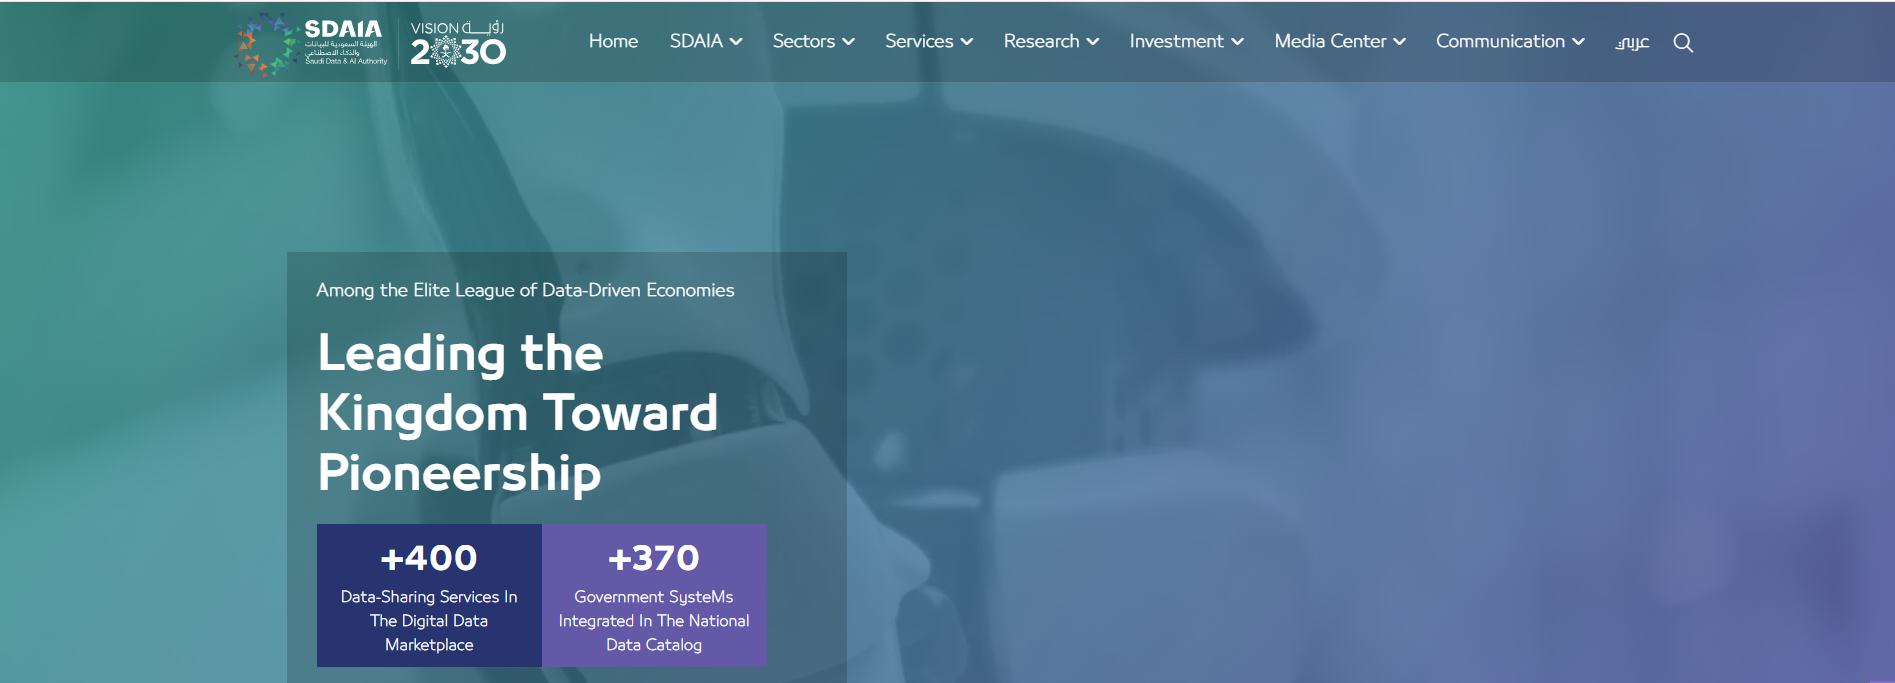 SDAIA
الهيئة السعودية للبيانات
والذكاء الاصطناعي
Saudi Data & AI Authority
VISION رؤيــة
2030
Home
SDAIA
Sectors
Services
Research
Investment
Media Center
Communication
عربي
Among the Elite League of Data-Driven Economies
Leading the
Kingdom Toward
Pioneership
+400
Data-Sharing Services In
The Digital Data
Marketplace
+370
Government SysteMs
Integrated In The National
Data Catalog